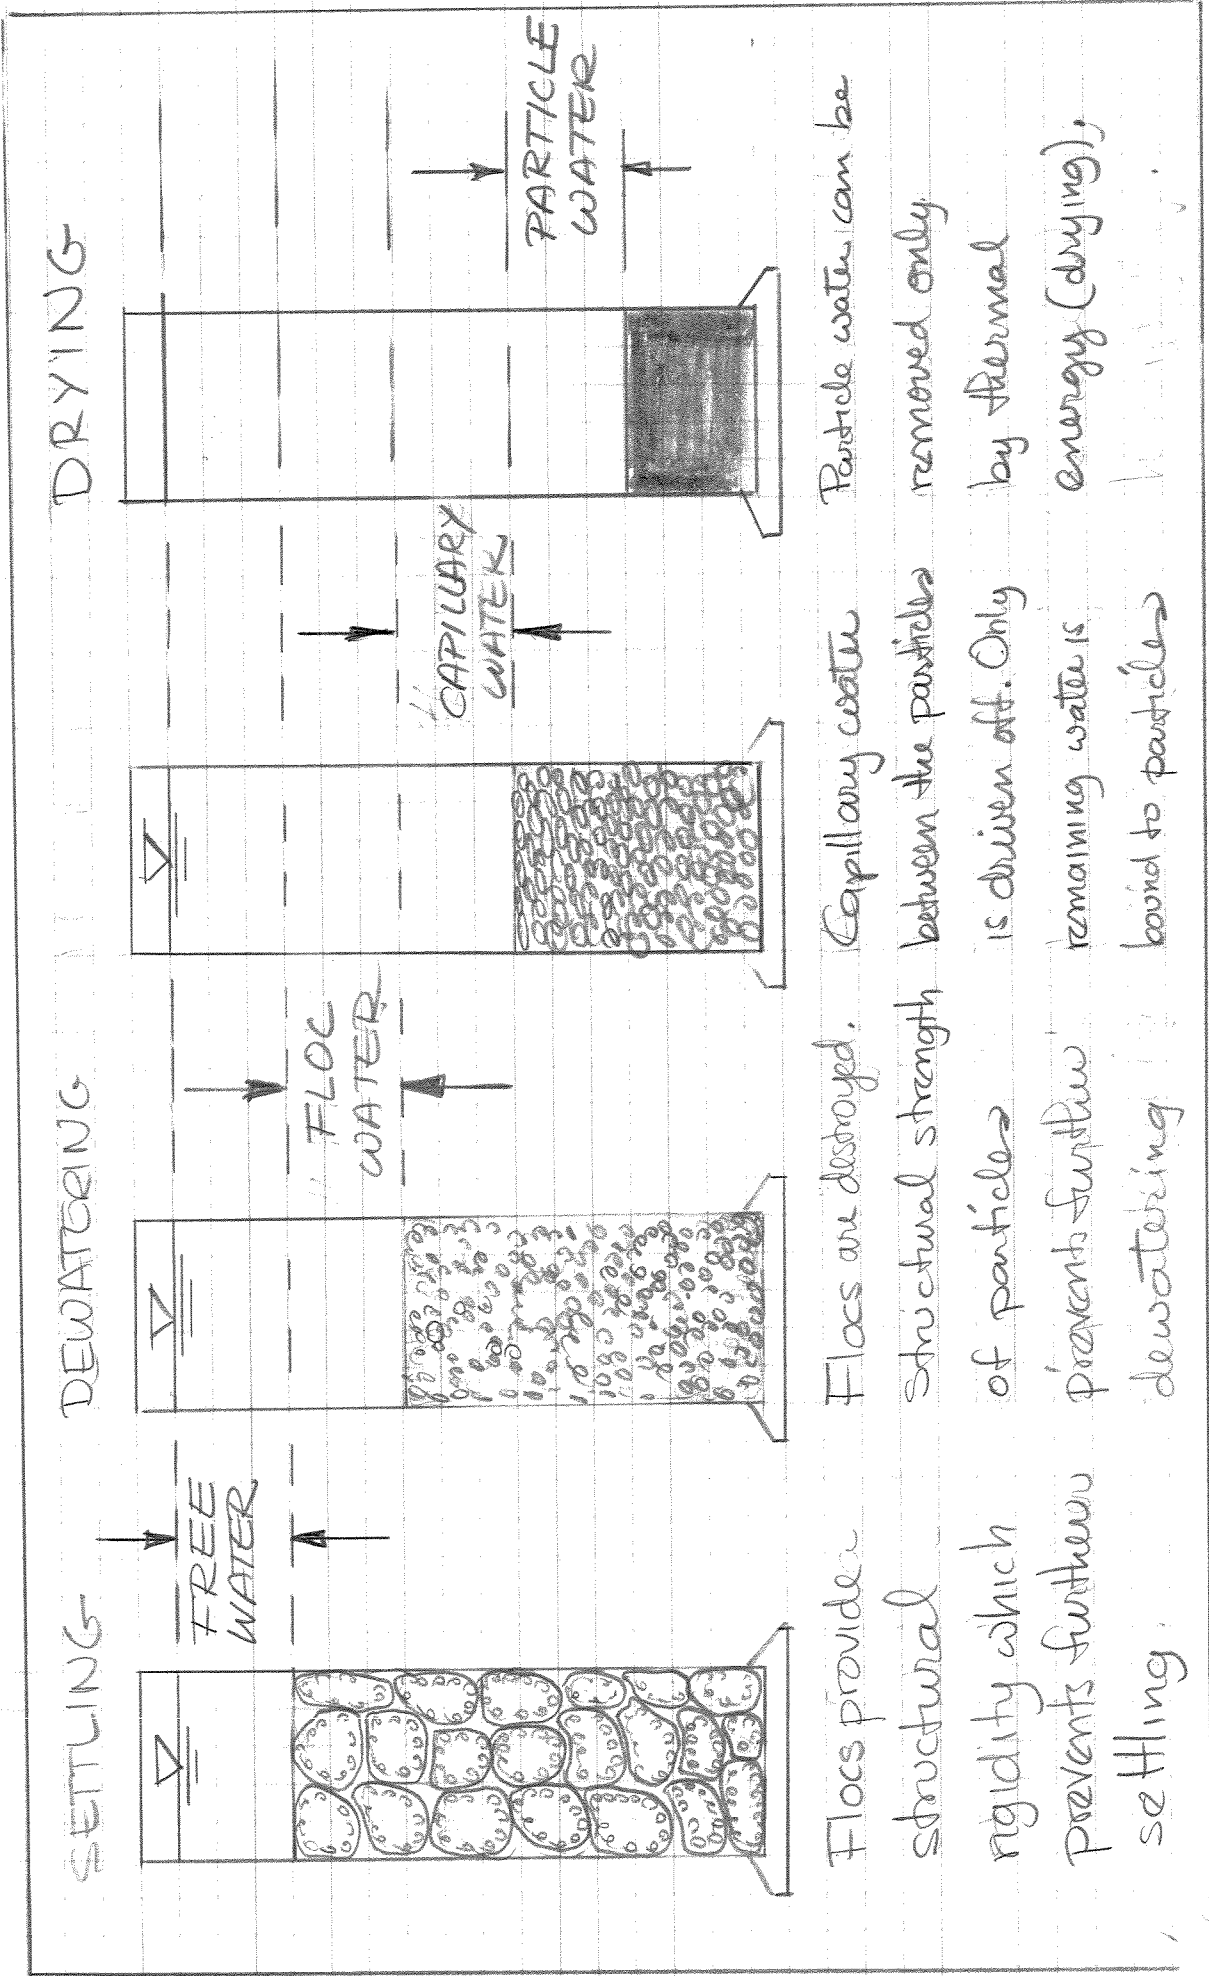 SETTLING
DEWATERING
DRYING
FREE
WATER
FLOC
WATER
CAPILLARY
WATER
PARTICLE
WATER
Flocs provide
structural
rigidity which
prevents further
settling.
Flocs are destroyed.
Structural strength
of particles
prevents further
dewatering
Capillary water
between the particles
is driven off. Only
remaining water is
bound to particles
Particle water can be
removed only
by thermal
energy (drying),